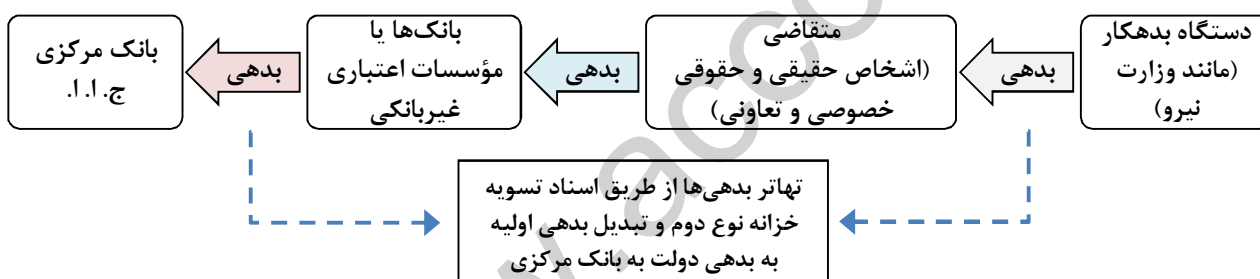 دستگاه بدهکار
(مانند وزارت
نیرو)
بدهی
متقاضی
(اشخاص حقیقی و حقوقی
خصوصی و تعاونی)
بدهی
بانک‌ها یا
مؤسسات اعتباری
غیربانکی
بدهی
بانک مرکزی
ج.ا.ا.
تهاتر بدهی‌ها از طریق اسناد تسویه
خزانه نوع دوم و تبدیل بدهی اولیه
به بدهی دولت به بانک مرکزی